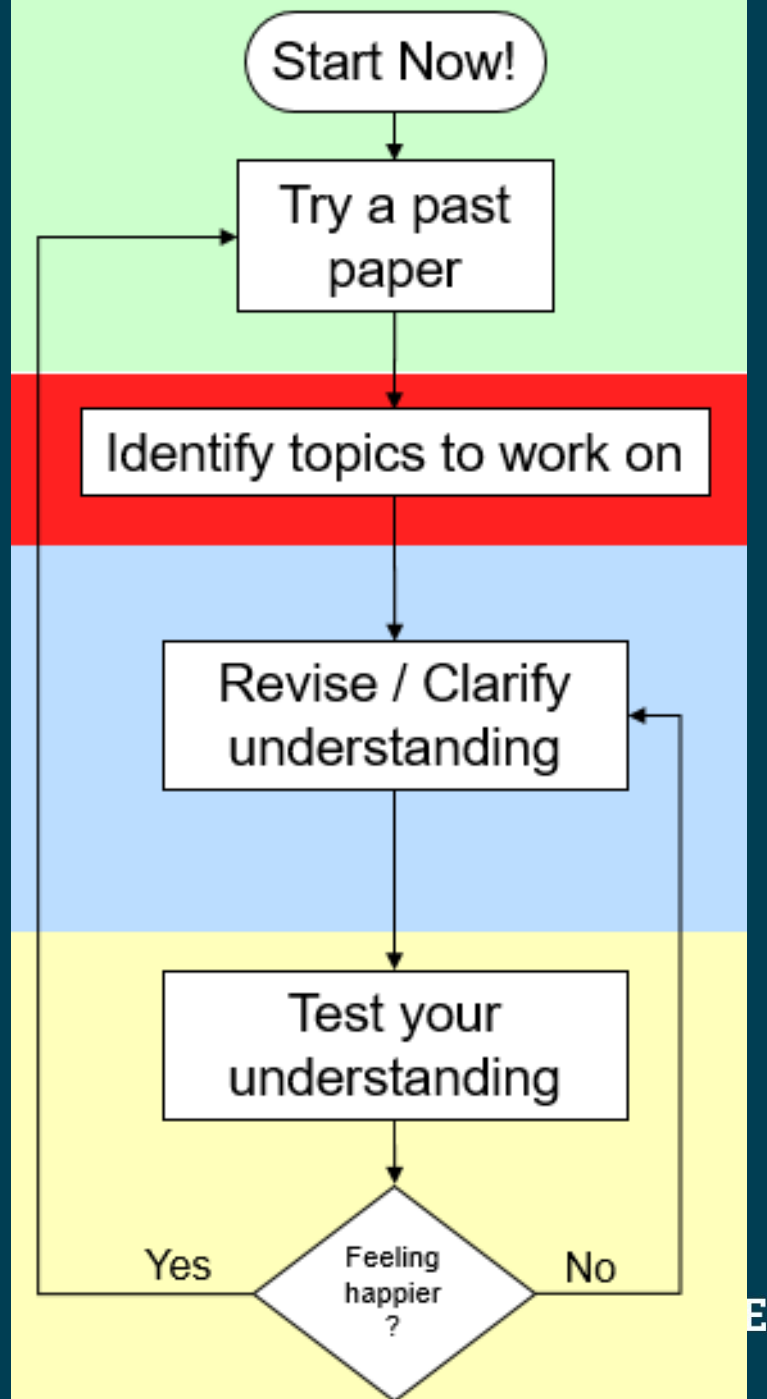 Start Now!
Try a past
paper
Identify topics to work on
Revise / Clarify
understanding
Test your
understanding
Feeling
happier
?
Yes
No
E